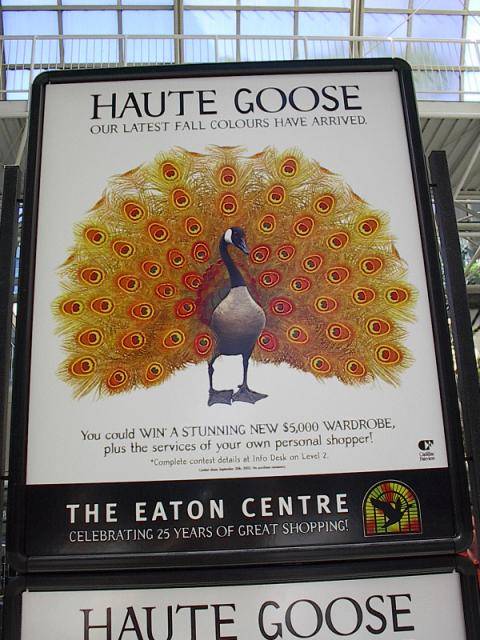 HAUTE GOOSE
OUR LATEST FALL COLOURS HAVE ARRIVED.
You could WIN A STUNNING NEW $5,000 WARDROBE,
plus the services of your own personal shopper!
*Complete contest details at Info Desk on Level 2.
THE EATON CENTRE
CELEBRATING 25 YEARS OF GREAT SHOPPING!
HAUTE GOOSE